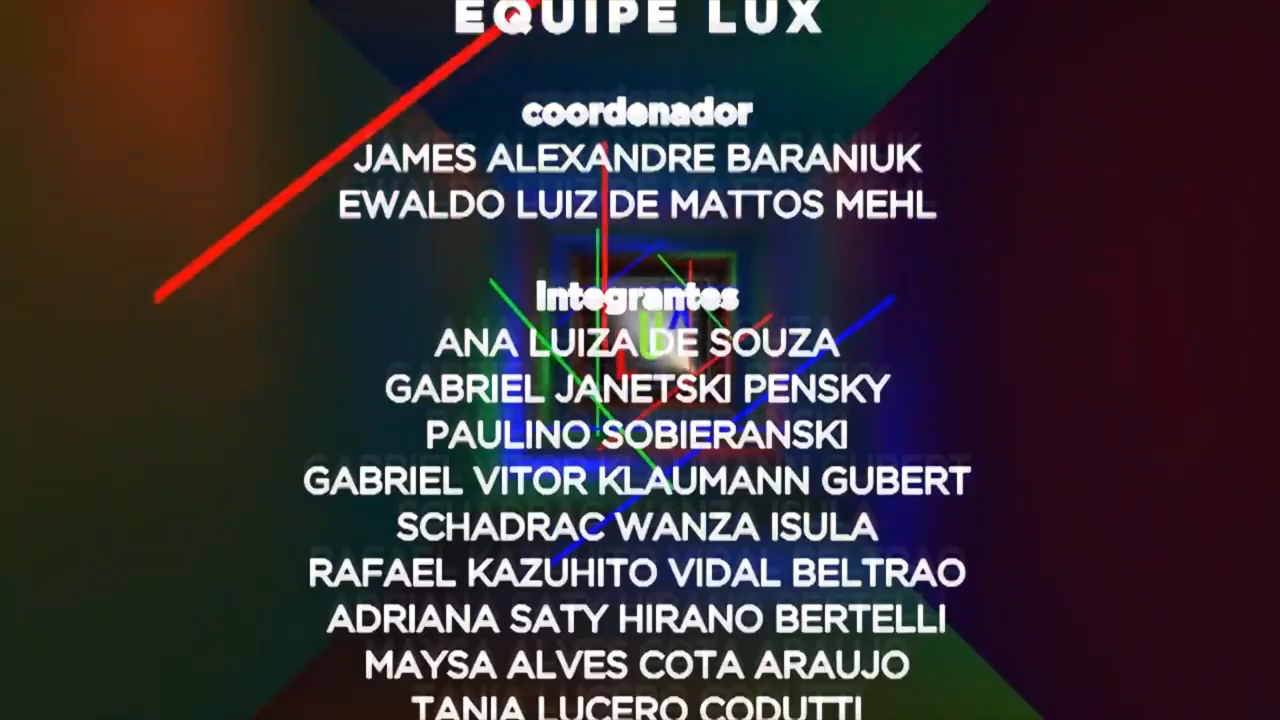 EQUIPE LUX
coordenador
JAMES ALEXANDRE BARANIUK
EWALDO LUIZ DE MATTOS MEHL
Integrantes
ANA LUIZA DE SOUZA
GABRIEL JANETSKI PENSKY
PAULINO SOBIERANSKI
GABRIEL VITOR KLAUMANN GUBERT
SCHADRAC WANZA ISULA
RAFAEL KAZUHITO VIDAL BELTRAO
ADRIANA SATY HIRANO BERTELLI
MAYSA ALVES COTA ARAUJO
TANIA LUCERO CODUTTI